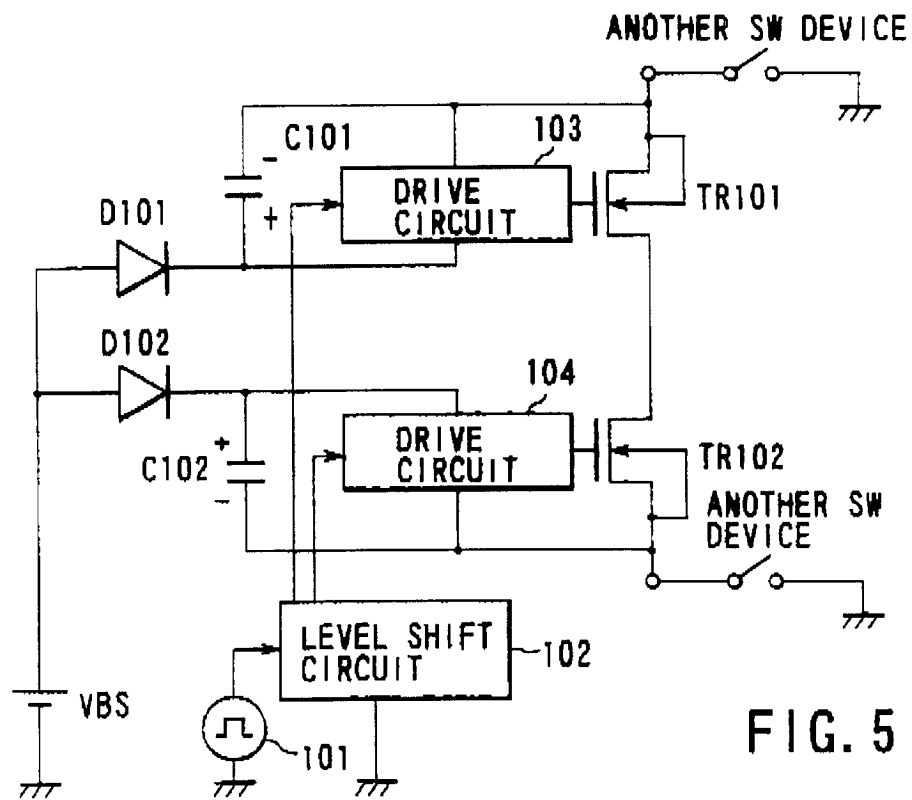 ANOTHER SW DEVICE
C101
-
+
103
DRIVE
CIRCUIT
TR101
D101
D102
104
DRIVE
CIRCUIT
+
C102
-
TR102
ANOTHER SW
DEVICE
LEVEL SHIFT
CIRCUIT
102
VBS
101
FIG. 5